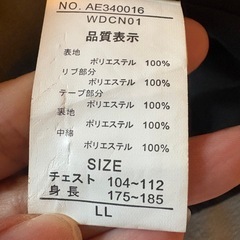 NO. AE340016
WDCN01
品質表示
表地
ポリエステル 100%
リブ部分
ポリエステル 100%
テープ部分
ポリエステル 100%
裏地
ポリエステル 100%
中綿
ポリエステル 100%
SIZE
チェスト 104~112
身長 175~185
LL